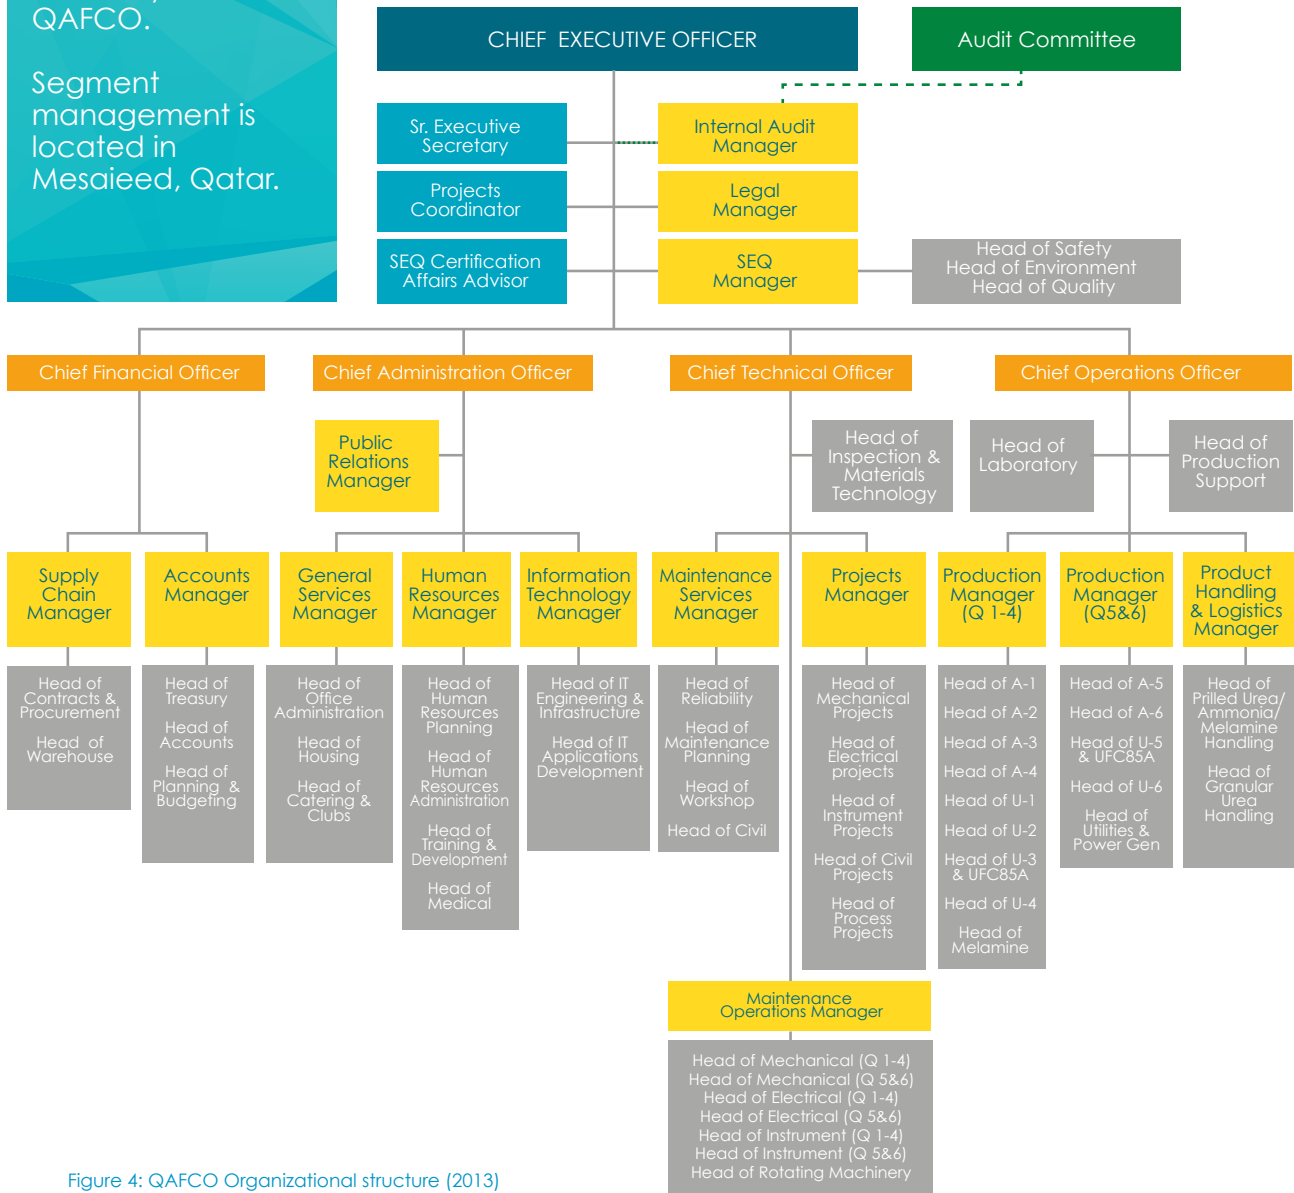 QAFCO.
Segment
management is
located in
Mesaieed, Qatar.
CHIEF EXECUTIVE OFFICER
Audit Committee
Sr. Executive
Secretary
Internal Audit
Manager
Projects
Coordinator
Legal
Manager
SEQ Certification
Affairs Advisor
SEQ
Manager
Head of Safety
Head of Environment
Head of Quality
Chief Financial Officer
Chief Administration Officer
Chief Technical Officer
Chief Operations Officer
Public
Relations
Manager
Head of
Inspection &
Materials
Technology
Head of
Laboratory
Head of
Production
Support
Supply
Chain
Manager
Accounts
Manager
General
Services
Manager
Human
Resources
Manager
Information
Technology
Manager
Maintenance
Services
Manager
Projects
Manager
Production
Manager
(Q 1-4)
Production
Manager
(Q5&6)
Product
Handling
& Logistics
Manager
Head of
Contracts &
Procurement
Head of
Warehouse
Head of
Treasury
Head of
Accounts
Head of
Planning &
Budgeting
Head of
Office
Administration
Head of
Housing
Head of
Catering &
Clubs
Head of
Human
Resources
Planning
Head of
Human
Resources
Administration
Head of
Training &
Development
Head of
Medical
Head of IT
Engineering &
Infrastructure
Head of IT
Applications
Development
Head of
Reliability
Head of
Maintenance
Planning
Head of
Workshop
Head of Civil
Head of
Mechanical
Projects
Head of
Electrical
projects
Head of
Instrument
Projects
Head of Civil
Projects
Head of
Process
Projects
Head of A-1
Head of A-2
Head of A-3
Head of A-4
Head of U-1
Head of U-2
Head of U-3
& UFC85A
Head of U-4
Head of
Melamine
Head of A-5
Head of A-6
Head of U-5
& UFC85A
Head of U-6
Head of
Utilities &
Power Gen
Head of
Prilled Urea/
Ammonia/
Melamine
Handling
Head of
Granular
Urea
Handling
Maintenance
Operations Manager
Head of Mechanical (Q 1-4)
Head of Mechanical (Q 5&6)
Head of Electrical (Q 1-4)
Head of Electrical (Q 5&6)
Head of Instrument (Q 1-4)
Head of Instrument (Q 5&6)
Head of Rotating Machinery
Figure 4: QAFCO Organizational structure (2013)